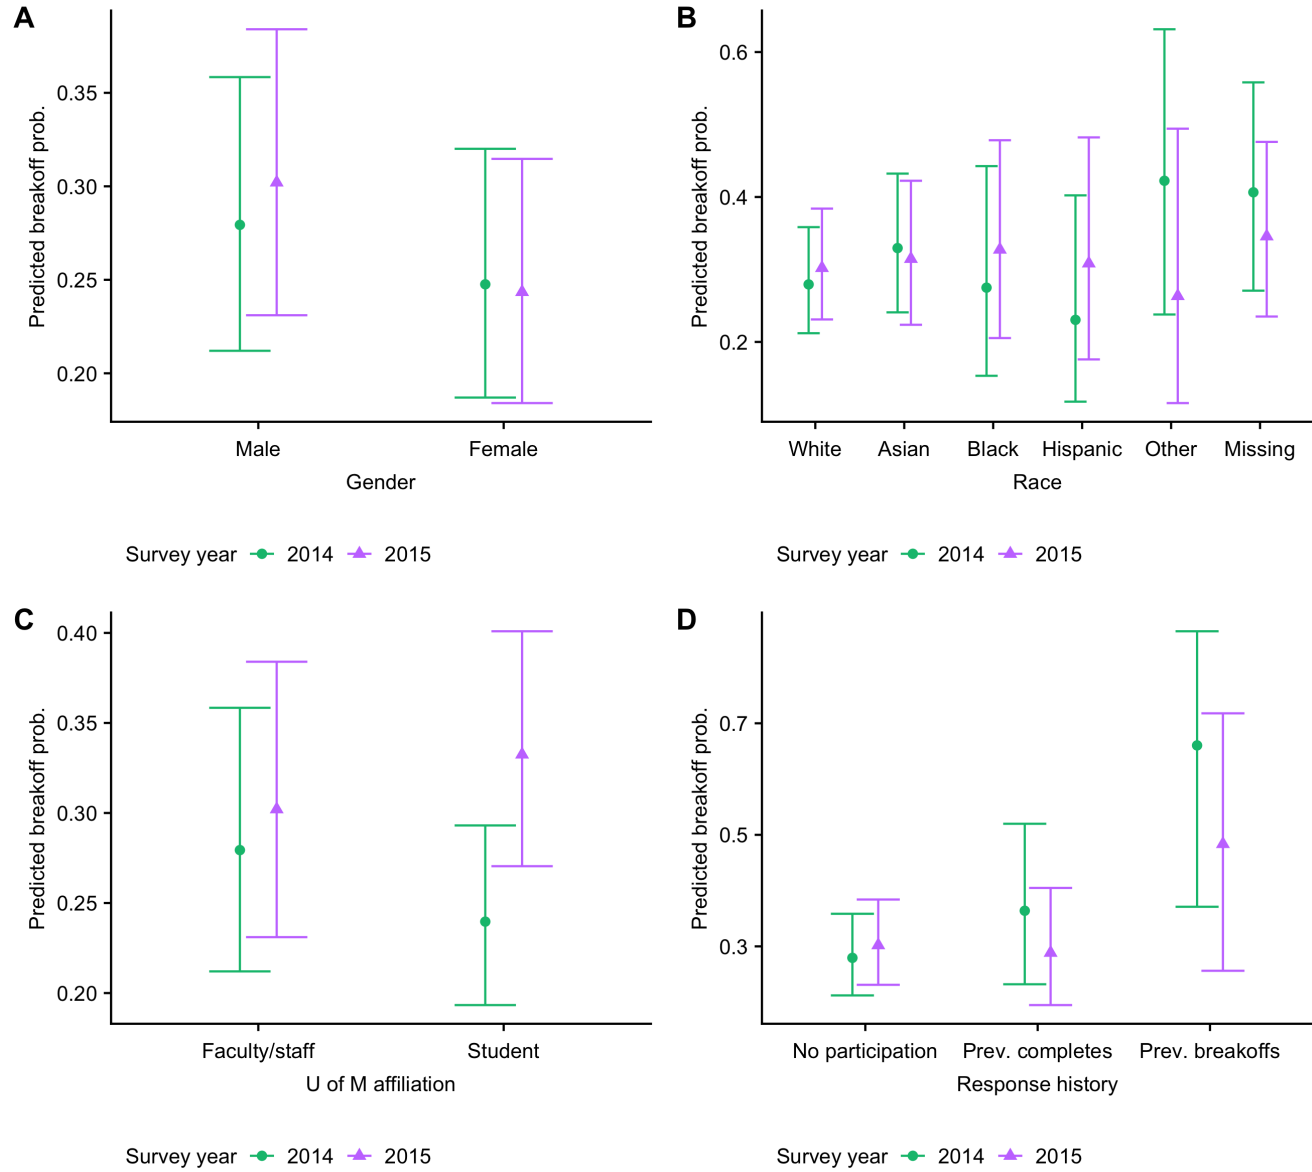 A
Predicted breakoff prob.
0.35
0.30
0.25
0.20
Male Female
Gender
Survey year 2014 2015
B
Predicted breakoff prob.
0.6
0.4
0.2
White Asian Black Hispanic Other Missing
Race
Survey year 2014 2015
C
Predicted breakoff prob.
0.40
0.35
0.30
0.25
0.20
Faculty/staff Student
U of M affiliation
Survey year 2014 2015
D
Predicted breakoff prob.
0.7
0.5
0.3
No participation Prev. completes Prev. breakoffs
Response history
Survey year 2014 2015